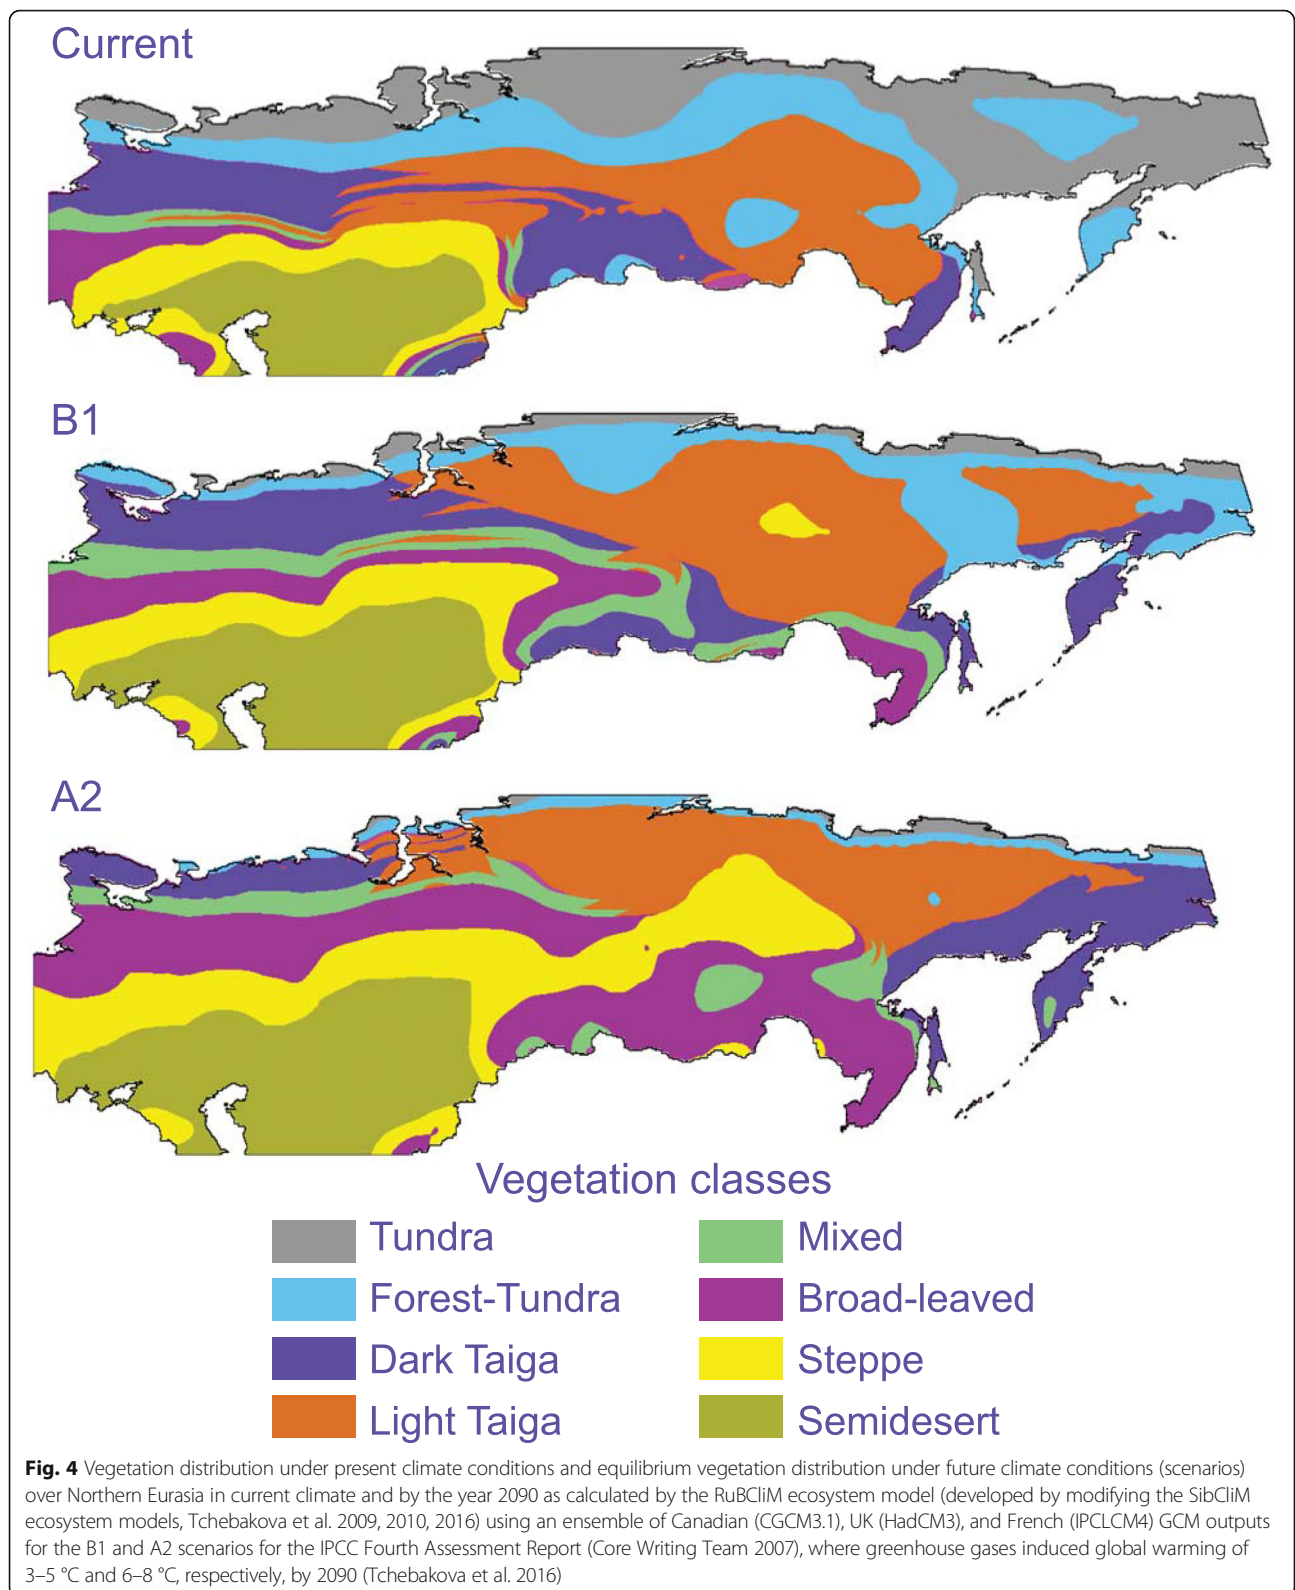 Current
B1
A2
Vegetation classes
Tundra
Mixed
Forest-Tundra
Broad-leaved
Dark Taiga
Steppe
Light Taiga
Semidesert
Fig. 4 Vegetation distribution under present climate conditions and equilibrium vegetation distribution under future climate conditions (scenarios)
over Northern Eurasia in current climate and by the year 2090 as calculated by the RuBCliM ecosystem model (developed by modifying the SibCliM
ecosystem models, Tchebakova et al. 2009, 2010, 2016) using an ensemble of Canadian (CGCM3.1), UK (HadCM3), and French (IPCLCM4) GCM outputs
for the B1 and A2 scenarios for the IPCC Fourth Assessment Report (Core Writing Team 2007), where greenhouse gases induced global warming of
3–5 °C and 6–8 °C, respectively, by 2090 (Tchebakova et al. 2016)